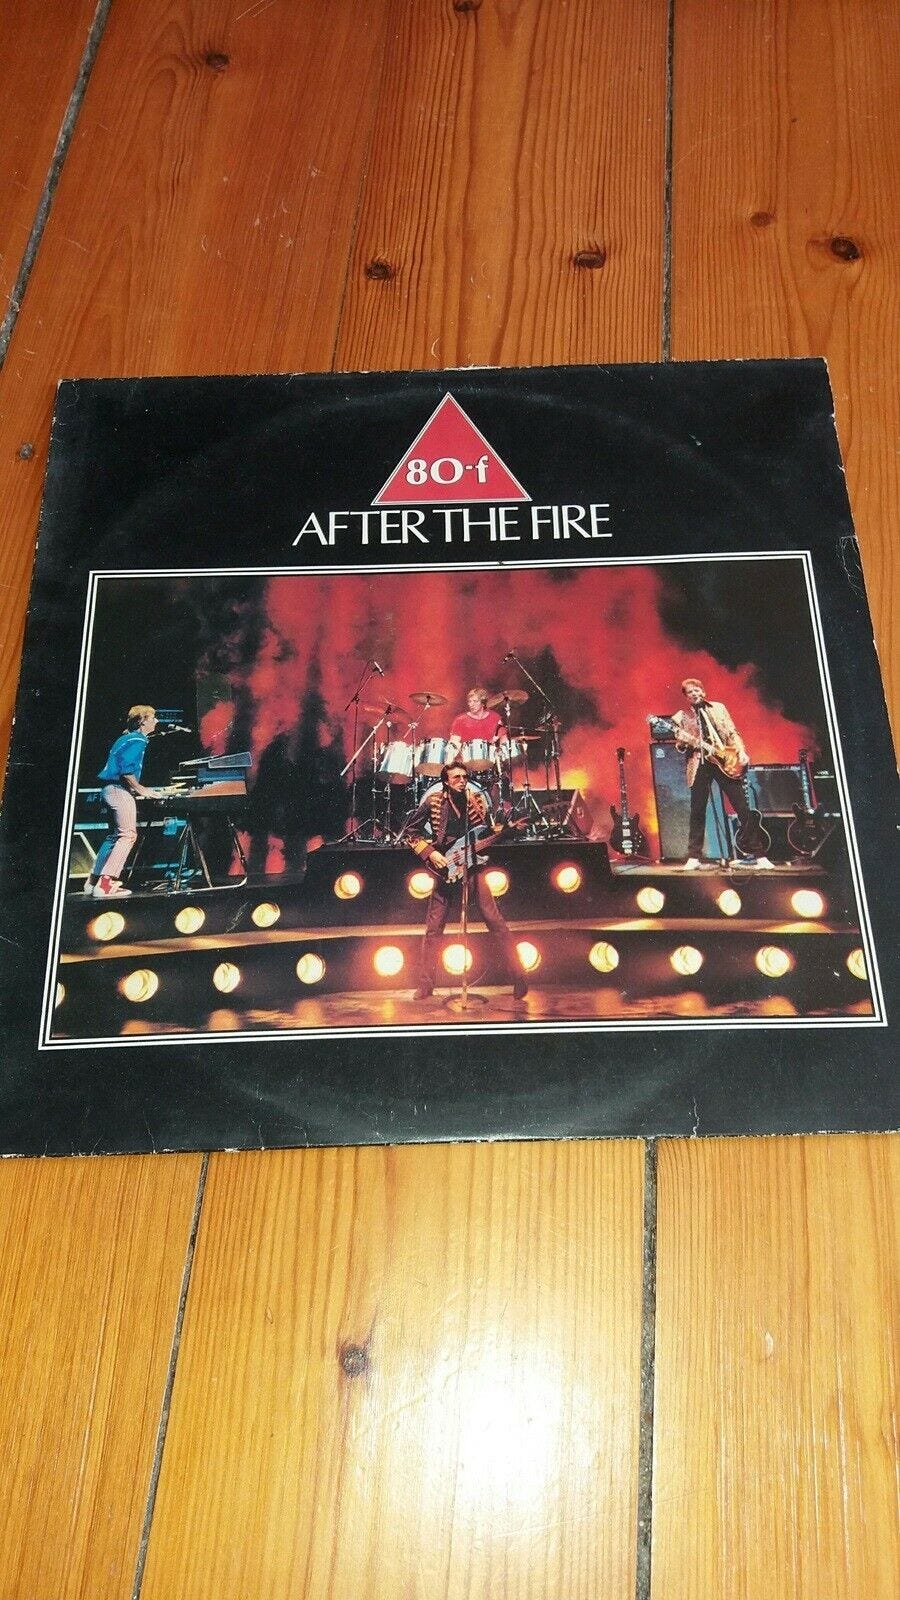 80-f
AFTER THE FIRE